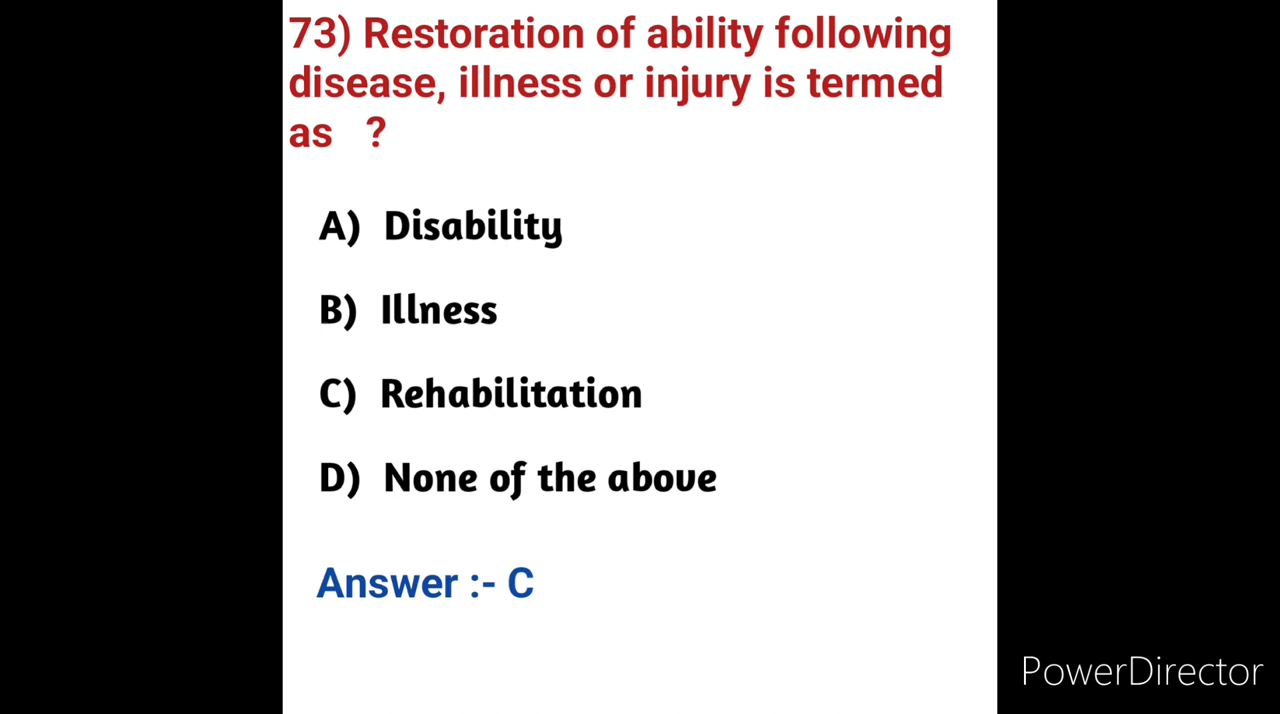 73) Restoration of ability following
disease, illness or injury is termed
as ?
A) Disability
B) Illness
C) Rehabilitation
D) None of the above
Answer :- C
PowerDirector